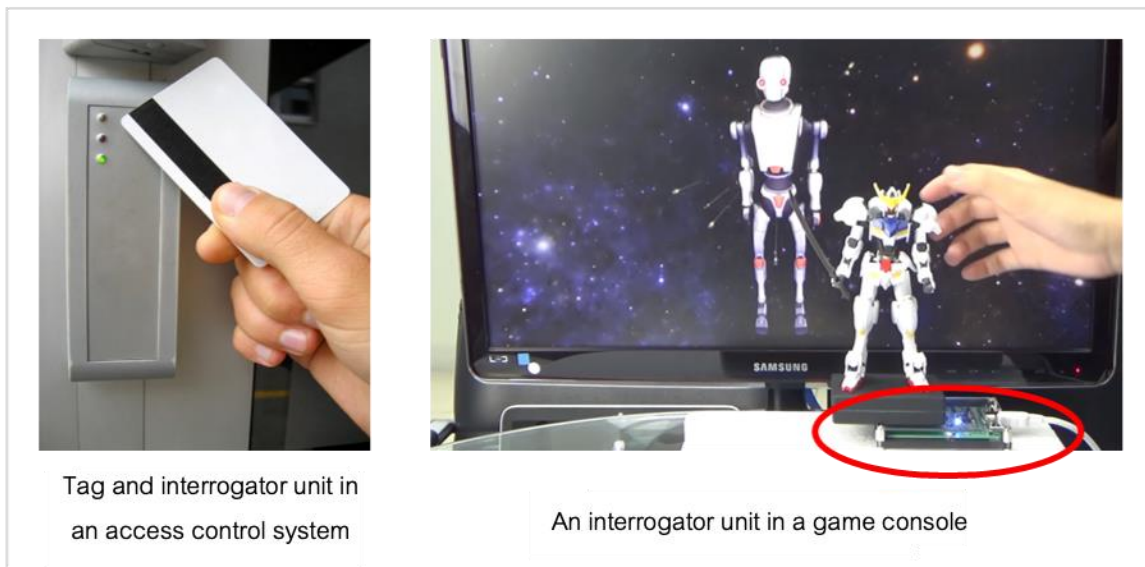 SAMSUNG
Tag and interrogator unit in
an access control system
An interrogator unit in a game console